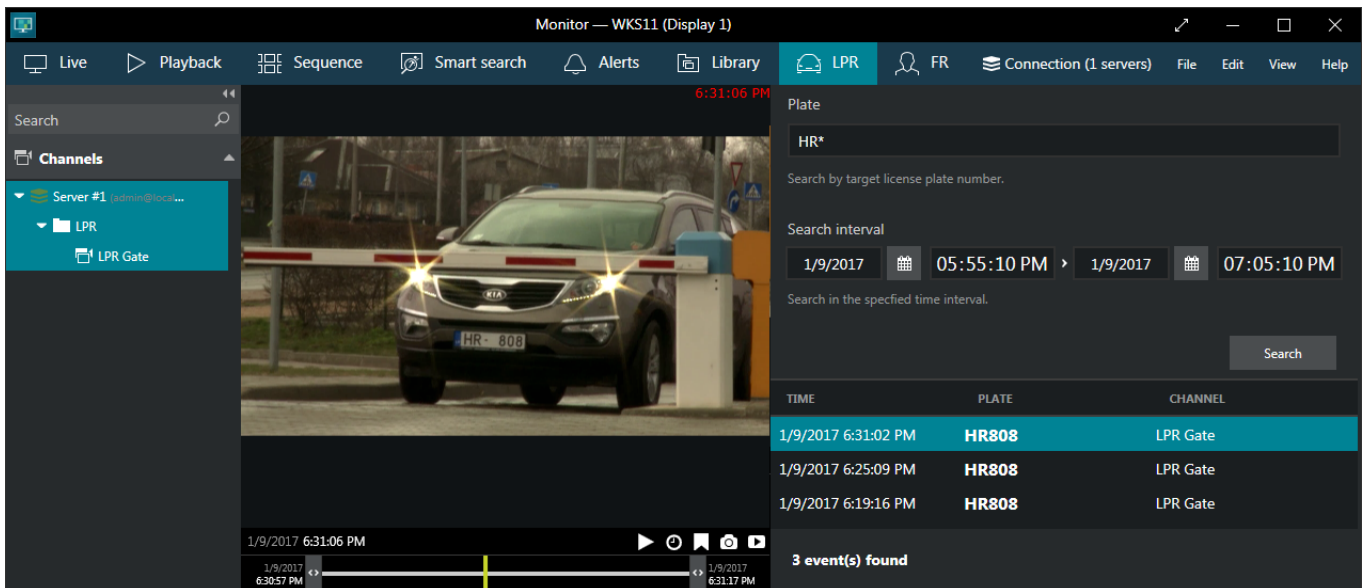 Monitor — WKS11 (Display 1)
Live Playback Sequence Smart search Alerts Library LPR FR Connection (1 servers) File Edit View Help
Search
Channels
Server #1 (admin@local...
LPR
LPR Gate
6:31:06 PM
KIA
HR- 808
1/9/2017 6:31:06 PM
1/9/2017
6:30:57 PM
1/9/2017
6:31:17 PM
Plate
HR*
Search by target license plate number.
Search interval
1/9/2017 05:55:10 PM › 1/9/2017 07:05:10 PM
Search in the specfied time interval.
Search
TIME PLATE CHANNEL
1/9/2017 6:31:02 PM HR808 LPR Gate
1/9/2017 6:25:09 PM HR808 LPR Gate
1/9/2017 6:19:16 PM HR808 LPR Gate
3 event(s) found